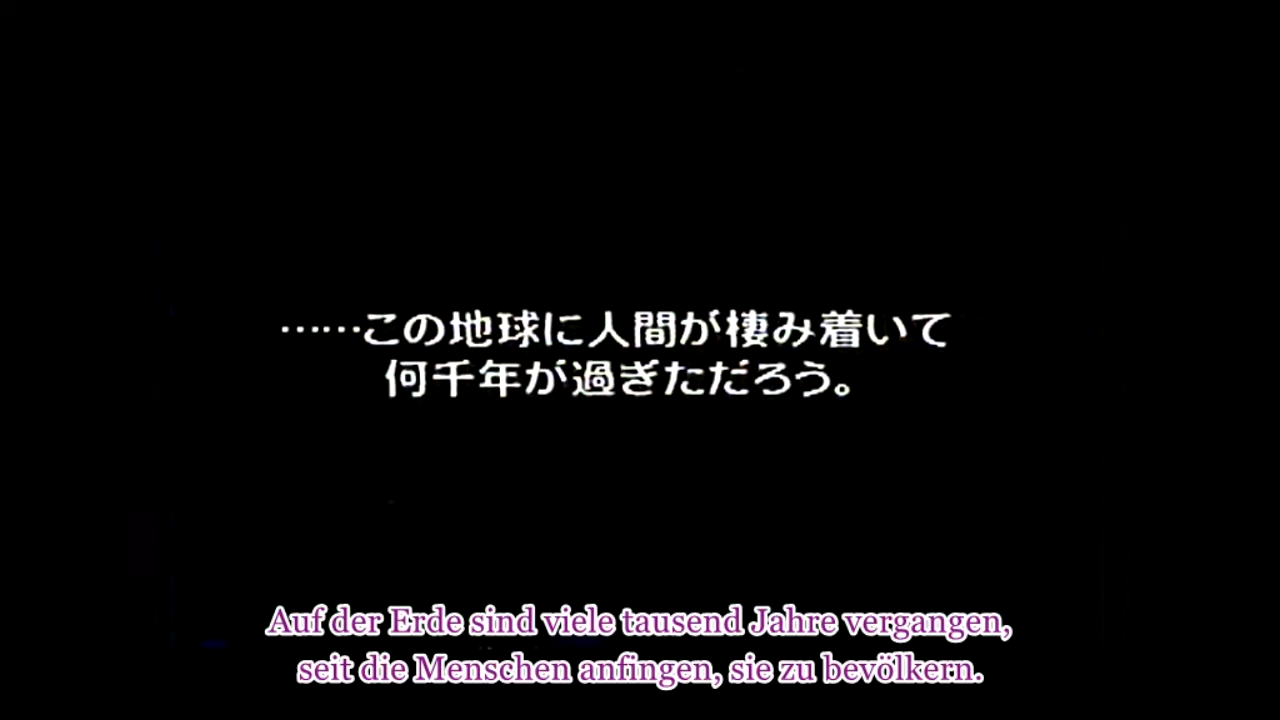 ……この地球に人間が棲み着いて
何千年が過ぎただろう。
Auf der Erde sind viele tausend Jahre vergangen,
seit die Menschen anfingen, sie zu bevölkern.